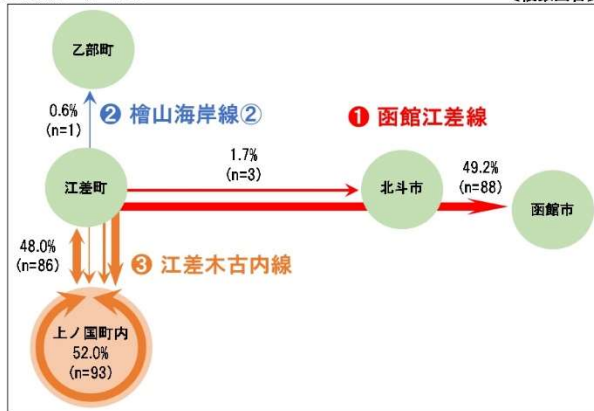 乙部町
0.6%
(n=1)
❷ 檜山海岸線②
❶ 函館江差線
1.7%
(n=3)
49.2%
(n=88)
江差町
北斗市
函館市
48.0%
(n=86)
❸ 江差木古内線
上ノ国町内
52.0%
(n=93)